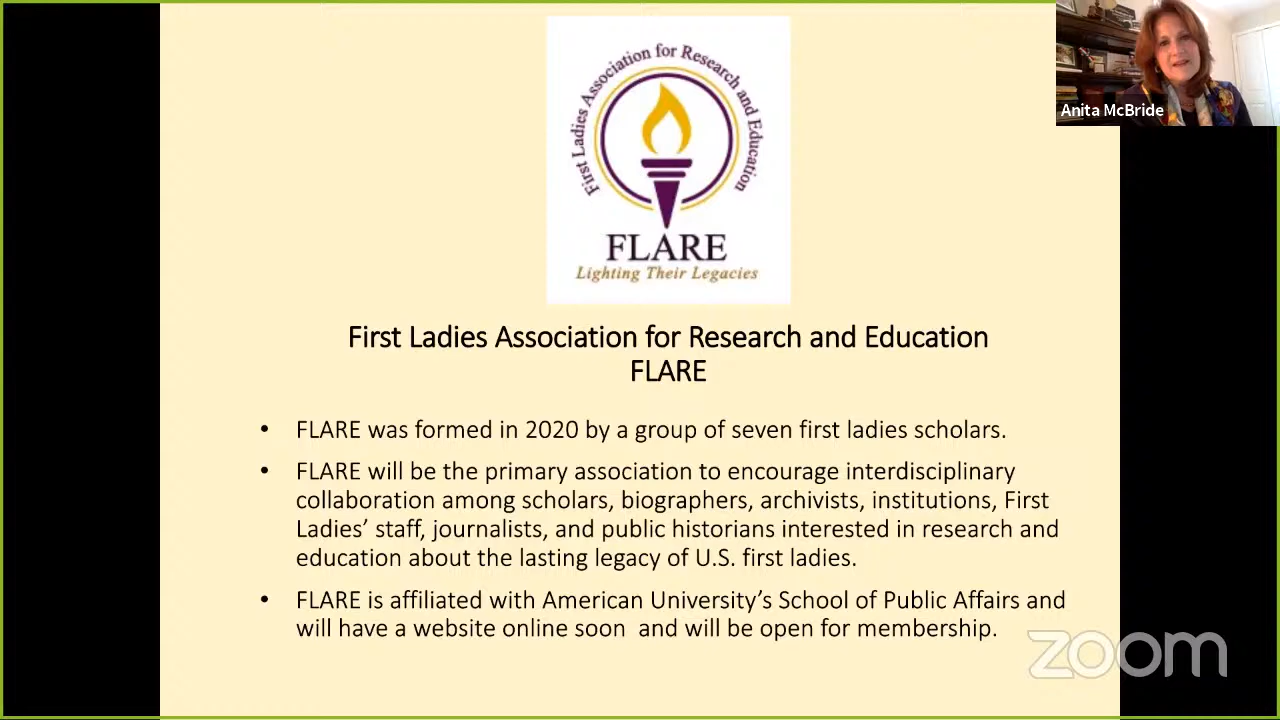 First Ladies Association for Research and Education
FLARE
Lighting Their Legacies
Anita McBride
First Ladies Association for Research and Education
FLARE
• FLARE was formed in 2020 by a group of seven first ladies scholars.
• FLARE will be the primary association to encourage interdisciplinary
collaboration among scholars, biographers, archivists, institutions, First
Ladies’ staff, journalists, and public historians interested in research and
education about the lasting legacy of U.S. first ladies.
• FLARE is affiliated with American University’s School of Public Affairs and
will have a website online soon  and will be open for membership.
zoom